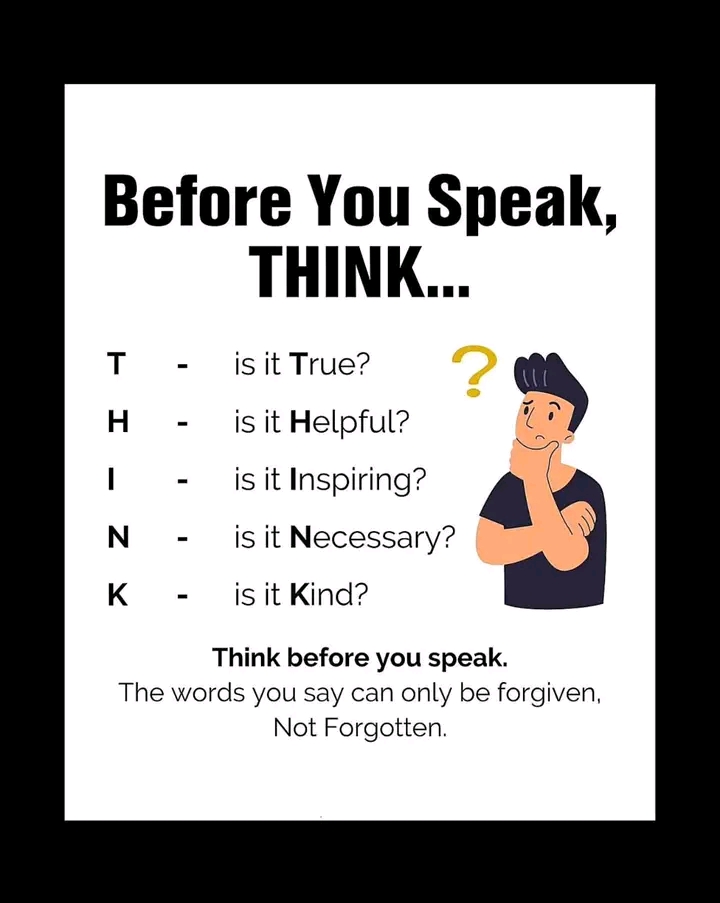 Before You Speak,
THINK...
T - is it True?
?
H - is it Helpful?
I - is it Inspiring?
N - is it Necessary?
K - is it Kind?
Think before you speak.
The words you say can only be forgiven,
Not Forgotten.